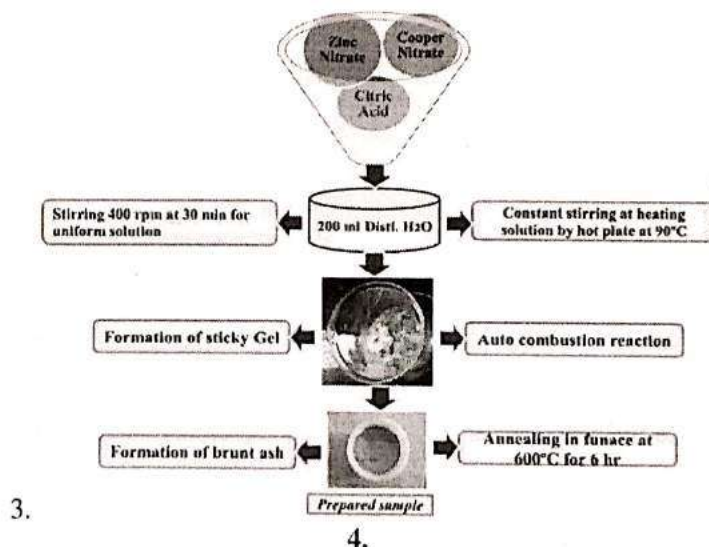 Zinc
Nitrate
Cooper
Nitrate
Citric
Acid
Stirring 400 rpm at 30 min for
uniform solution
200 ml Distl. H2O
Constant stirring at heating
solution by hot plate at 90°C
Formation of sticky Gel
Auto combustion reaction
Formation of brunt ash
Annealing in funace at
600°C for 6 hr
Prepared sample
3.
4.